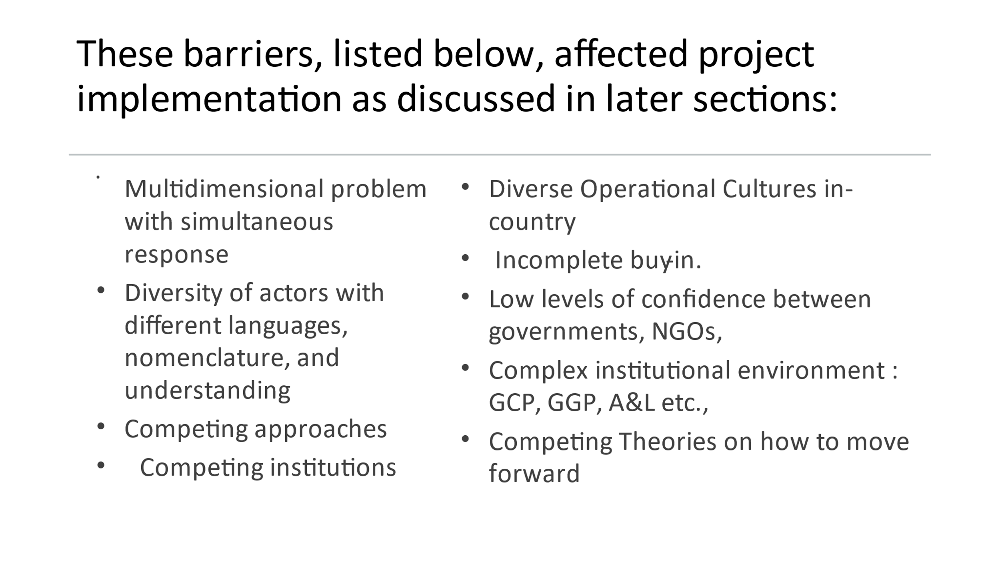 These barriers, listed below, affected project
implementation as discussed in later sections:
• Multidimensional problem
with simultaneous
response
• Diversity of actors with
different languages,
nomenclature, and
understanding
• Competing approaches
• Competing institutions
• Diverse Operational Cultures in-
country
• Incomplete buy-in.
• Low levels of confidence between
governments, NGOs,
• Complex institutional environment :
GCP, GGP, A&L etc.,
• Competing Theories on how to move
forward